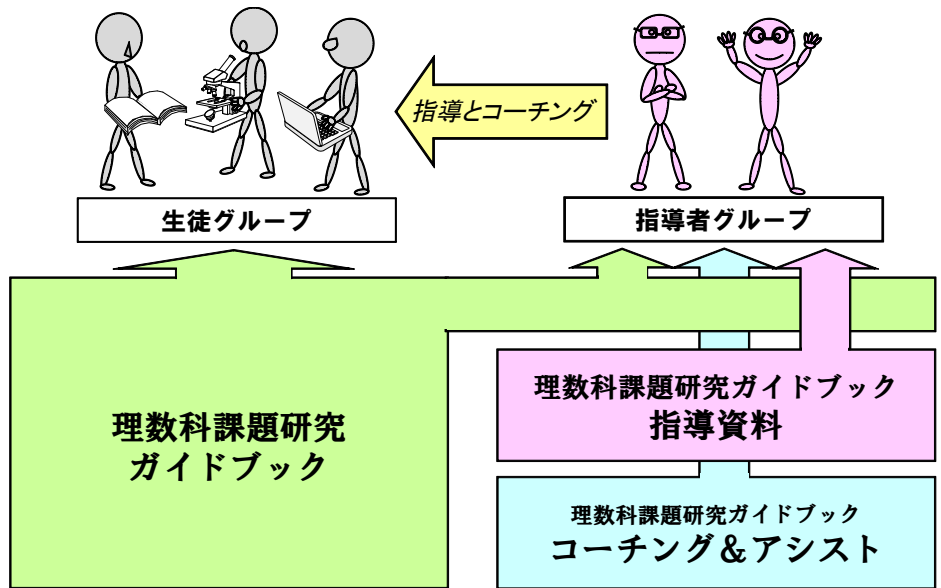 指導とコーチング
生徒グループ
指導者グループ
理数科課題研究
ガイドブック
理数科課題研究ガイドブック
指導資料
理数科課題研究ガイドブック
コーチング&アシスト